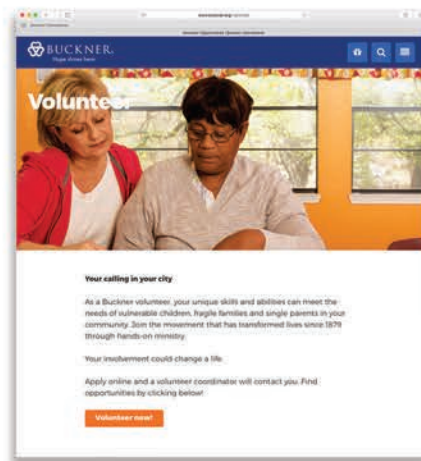 BUCKNER
Hope shines here
Volunteer
Your calling in your city
As a Buckner volunteer, your unique skills and abilities can meet the
needs of vulnerable children, fragile families and single parents in your
community. Join the movement that has transformed lives since 1879
through hands-on ministry.
Your involvement could change a life.
Apply online and a volunteer coordinator will contact you. Find
opportunities by clicking below!
Volunteer now!